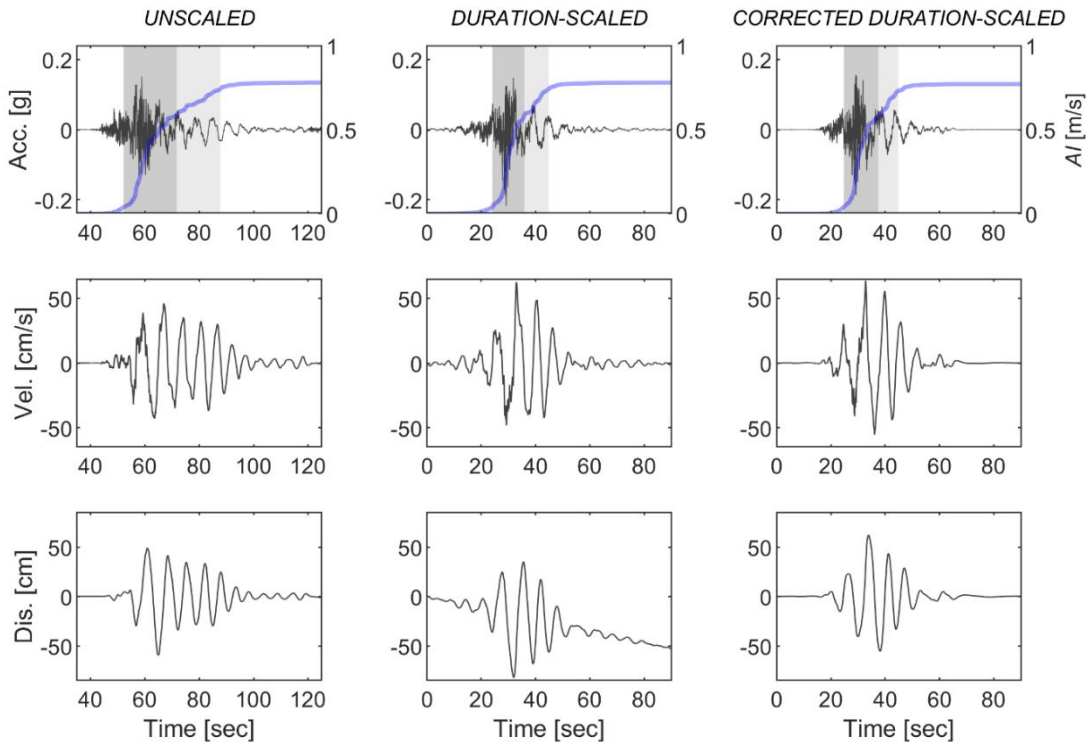 UNSCALED DURATION-SCALED CORRECTED DURATION-SCALED
0.2 1 0.2 1 0.2 1
Acc. [g] 0 0.5 0 0.5 0 0.5 AI [m/s]
-0.2 0 -0.2 0 -0.2 0
40 60 80 100 120 0 20 40 60 80 0 20 40 60 80
50 50 50
Vel. [cm/s] 0 0 0
-50 -50 -50
40 60 80 100 120 0 20 40 60 80 0 20 40 60 80
50 50 50
Dis. [cm] 0 0 0
-50 -50 -50
40 60 80 100 120 0 20 40 60 80 0 20 40 60 80
Time [sec] Time [sec] Time [sec]